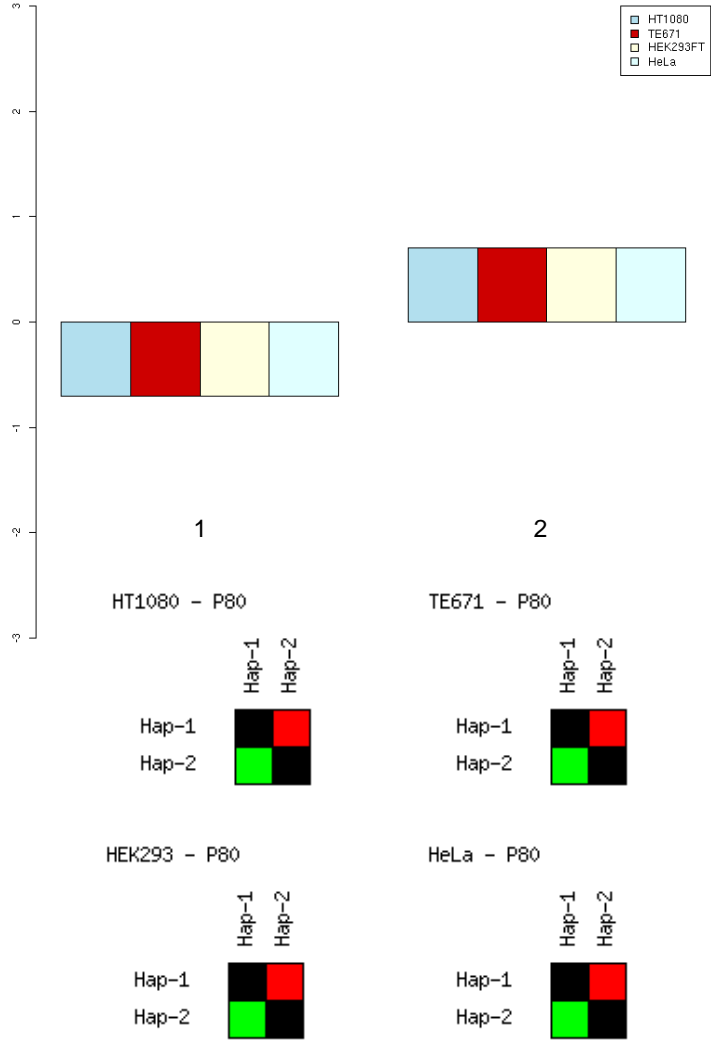 3
2
1
0
-1
-2
-3
HT1080
TE671
HEK293FT
HeLa
1
2
HT1080 - P80
Hap-1
Hap-2
Hap-1
Hap-2
TE671 - P80
Hap-1
Hap-2
Hap-1
Hap-2
HEK293 - P80
Hap-1
Hap-2
Hap-1
Hap-2
HeLa - P80
Hap-1
Hap-2
Hap-1
Hap-2